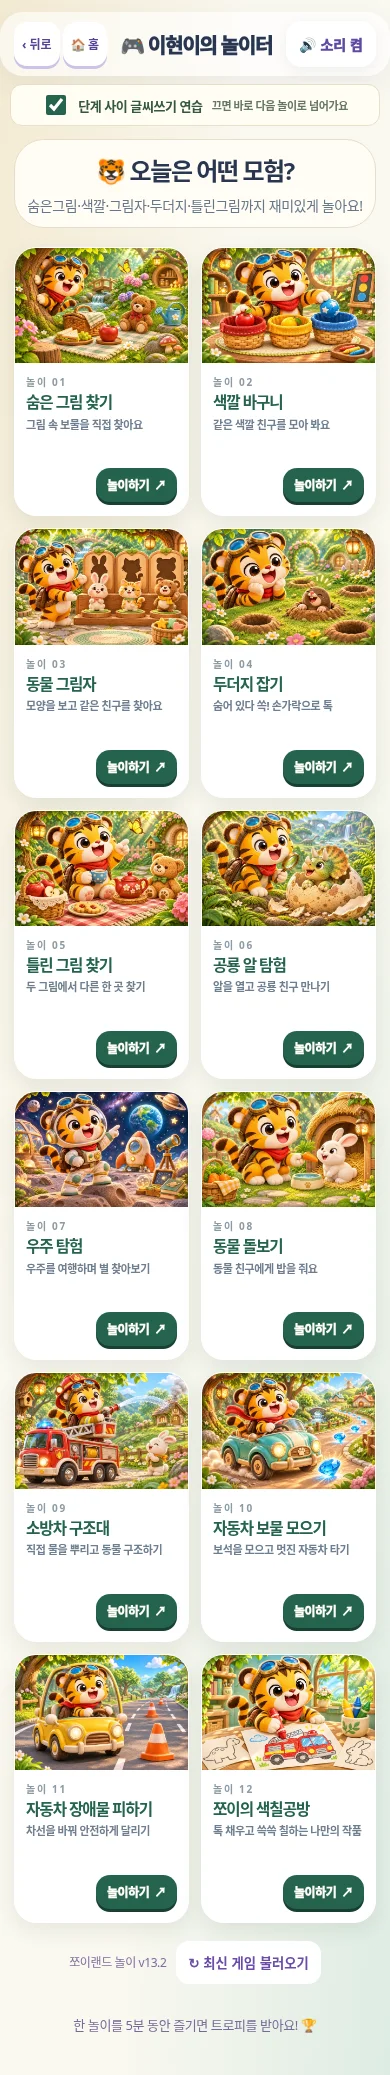 ‹ 뒤로 🏠 홈 🎮 이현이의 놀이터 🔊 소리 켬
단계 사이 글씨쓰기 연습 끄면 바로 다음 놀이로 넘어가요
🐯 오늘은 어떤 모험?
숨은그림·색깔·그림자·두더지·틀린그림까지 재미있게 놀아요!
놀이 01
숨은 그림 찾기
그림 속 보물을 직접 찾아요
놀이하기 ↗
놀이 02
색깔 바구니
같은 색깔 친구를 모아 봐요
놀이하기 ↗
놀이 03
동물 그림자
모양을 보고 같은 친구를 찾아요
놀이하기 ↗
놀이 04
두더지 잡기
숨어 있다 쏙! 손가락으로 톡
놀이하기 ↗
놀이 05
틀린 그림 찾기
두 그림에서 다른 한 곳 찾기
놀이하기 ↗
놀이 06
공룡 알 탐험
알을 열고 공룡 친구 만나기
놀이하기 ↗
놀이 07
우주 탐험
우주를 여행하며 별 찾아보기
놀이하기 ↗
놀이 08
동물 돌보기
동물 친구에게 밥을 줘요
놀이하기 ↗
놀이 09
소방차 구조대
직접 물을 뿌리고 동물 구조하기
놀이하기 ↗
놀이 10
자동차 보물 모으기
보석을 모으고 멋진 자동차 타기
놀이하기 ↗
놀이 11
자동차 장애물 피하기
차선을 바꿔 안전하게 달리기
놀이하기 ↗
놀이 12
쪼이의 색칠공방
톡 채우고 쓱쓱 칠하는 나만의 작품
놀이하기 ↗
쪼이랜드 놀이 v13.2 ↻ 최신 게임 불러오기
한 놀이를 5분 동안 즐기면 트로피를 받아요! 🏆